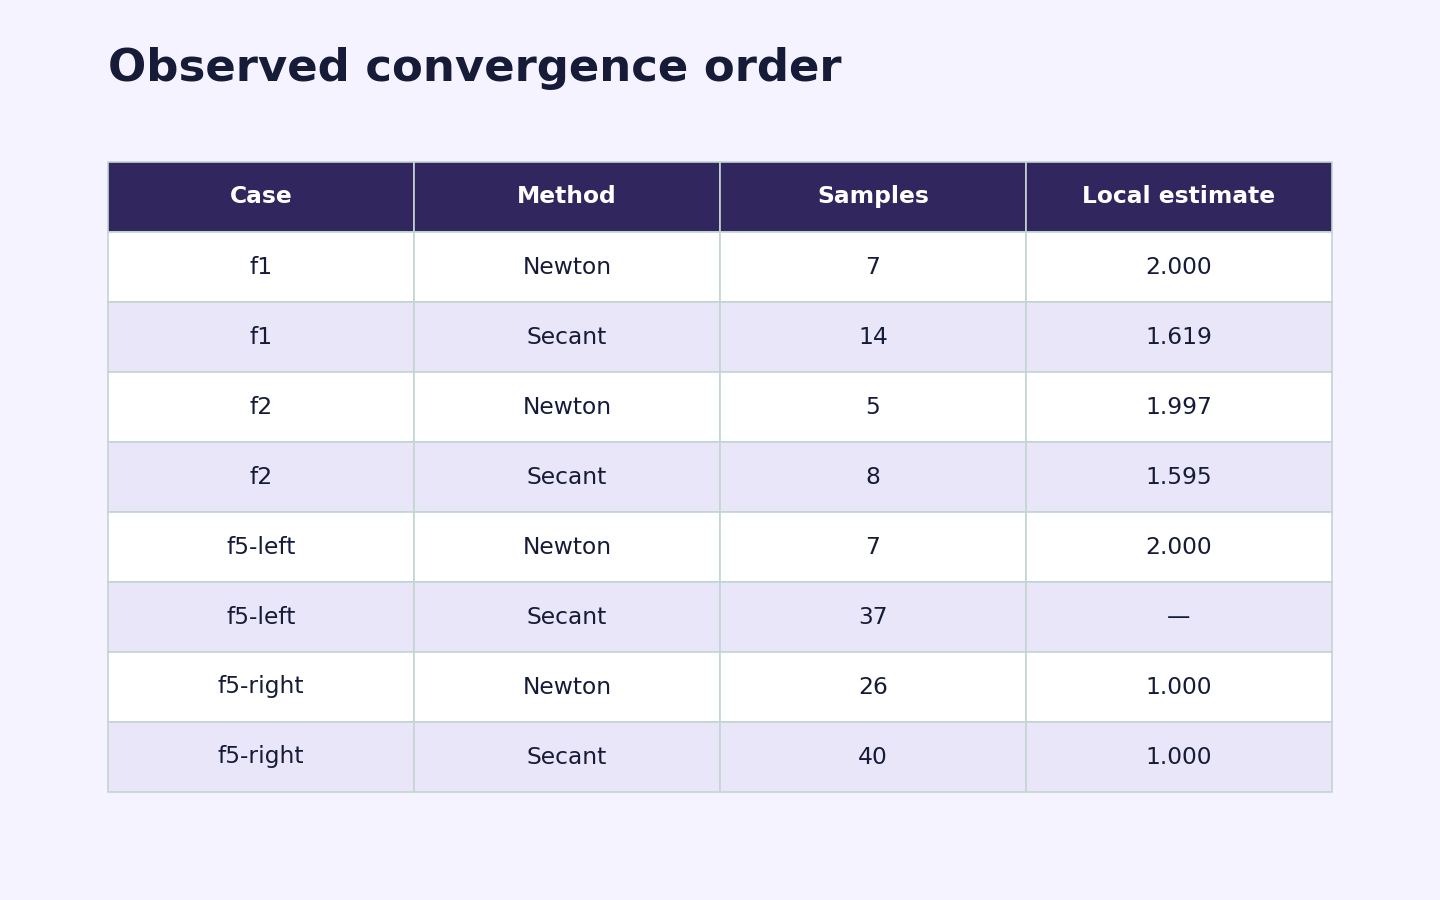 Observed convergence order
Case Method Samples Local estimate
f1 Newton 7 2.000
f1 Secant 14 1.619
f2 Newton 5 1.997
f2 Secant 8 1.595
f5-left Newton 7 2.000
f5-left Secant 37 —
f5-right Newton 26 1.000
f5-right Secant 40 1.000